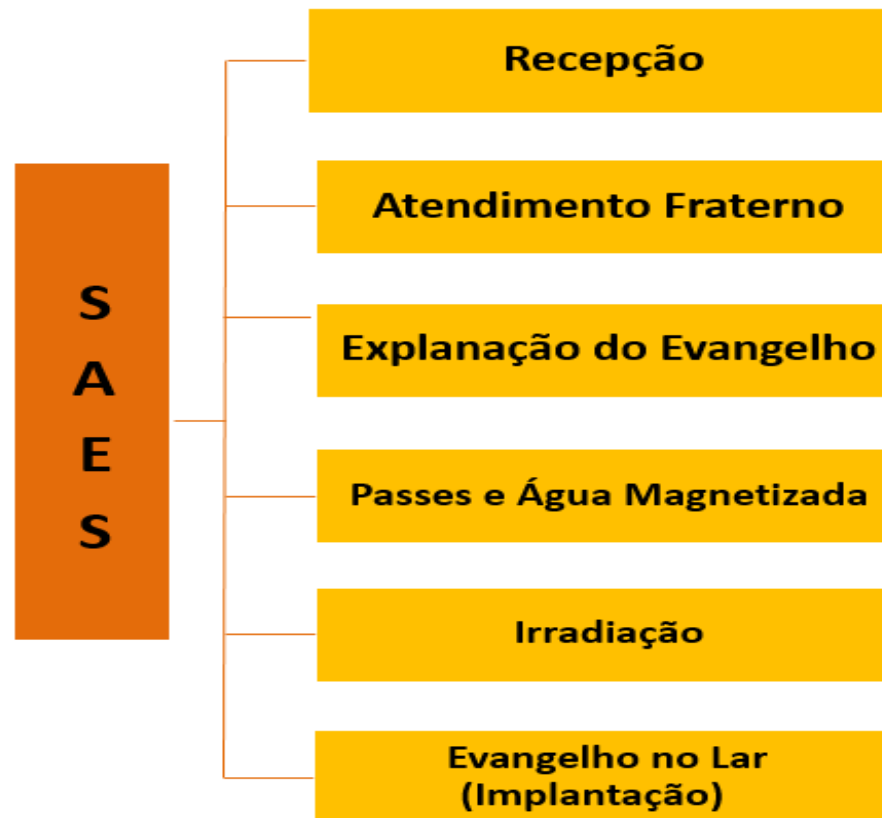 S
A
E
S
Recepção
Atendimento Fraterno
Explanação do Evangelho
Passes e Água Magnetizada
Irradiação
Evangelho no Lar
(Implantação)